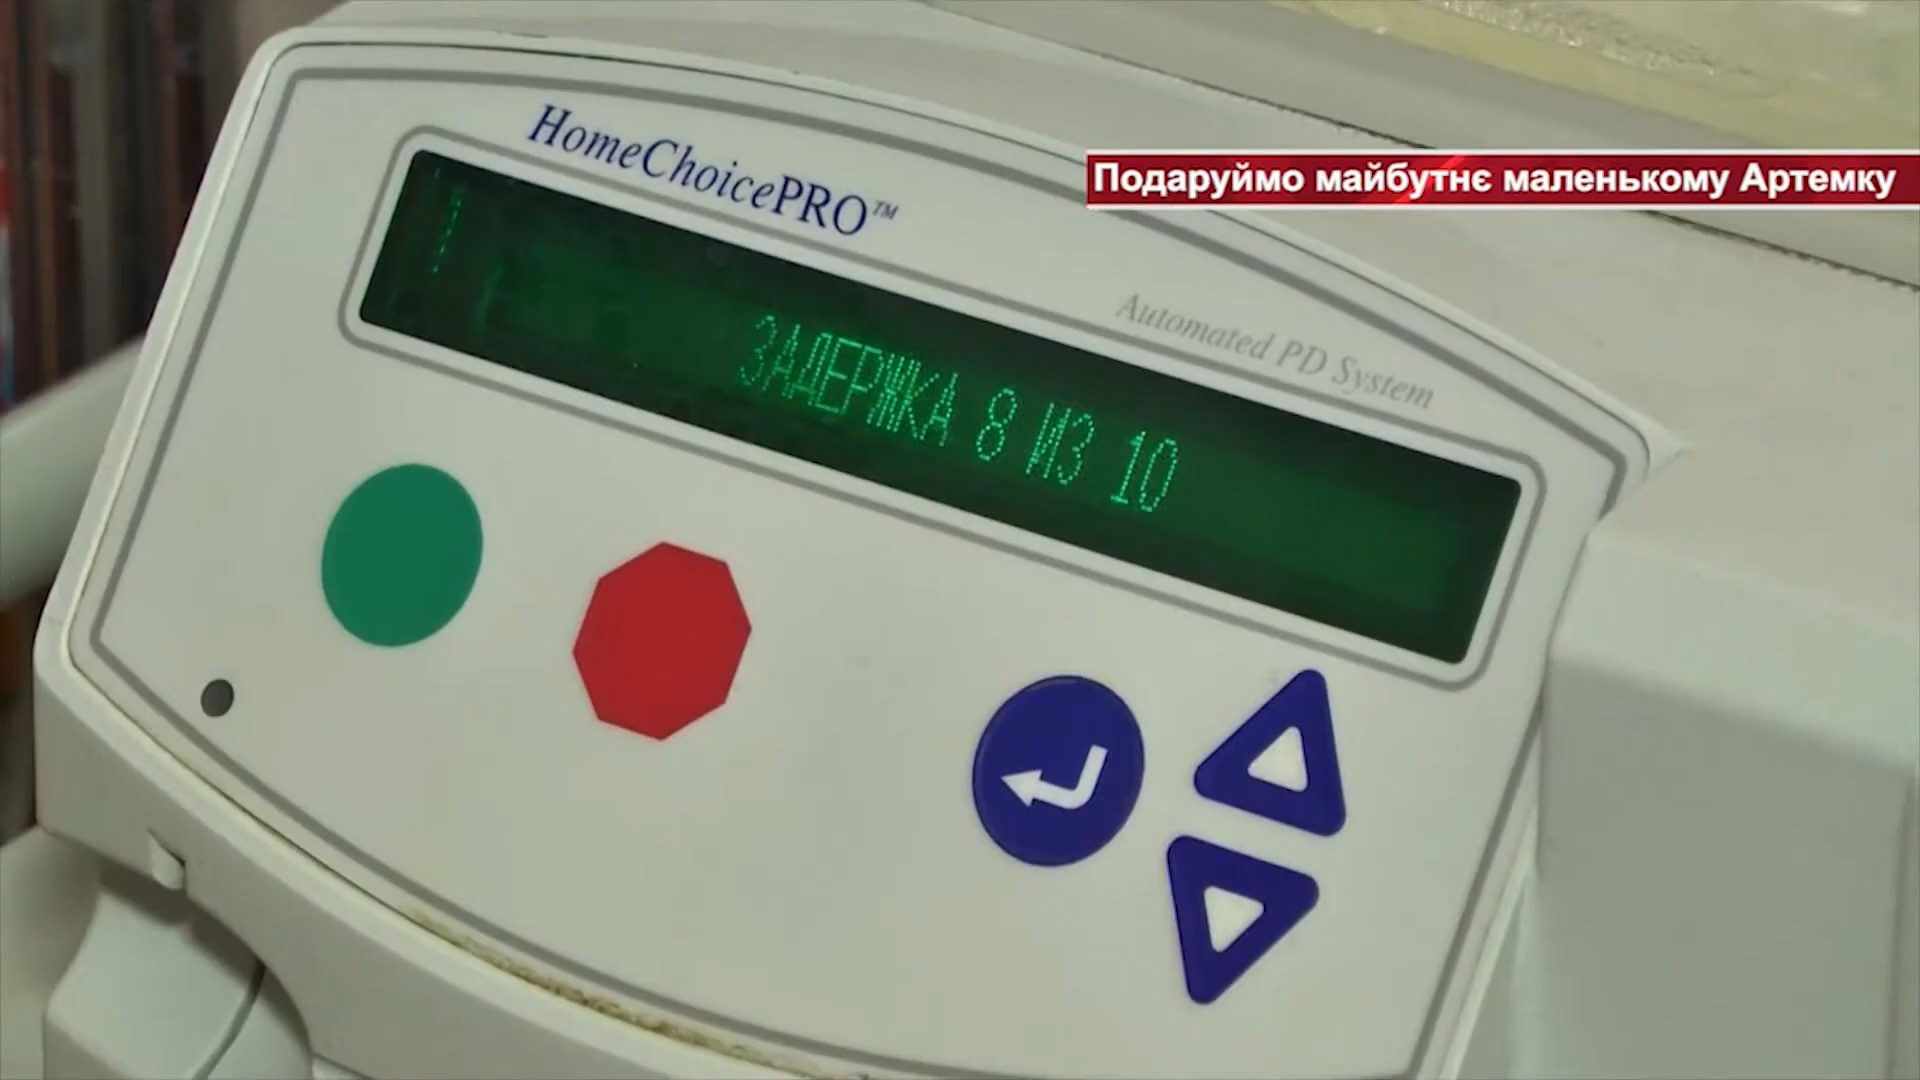 HomeChoicePRO™
Подаруймо майбутнє маленькому Артемку
Automated PD System
ЗАДЕРЖКА 8 ИЗ 10